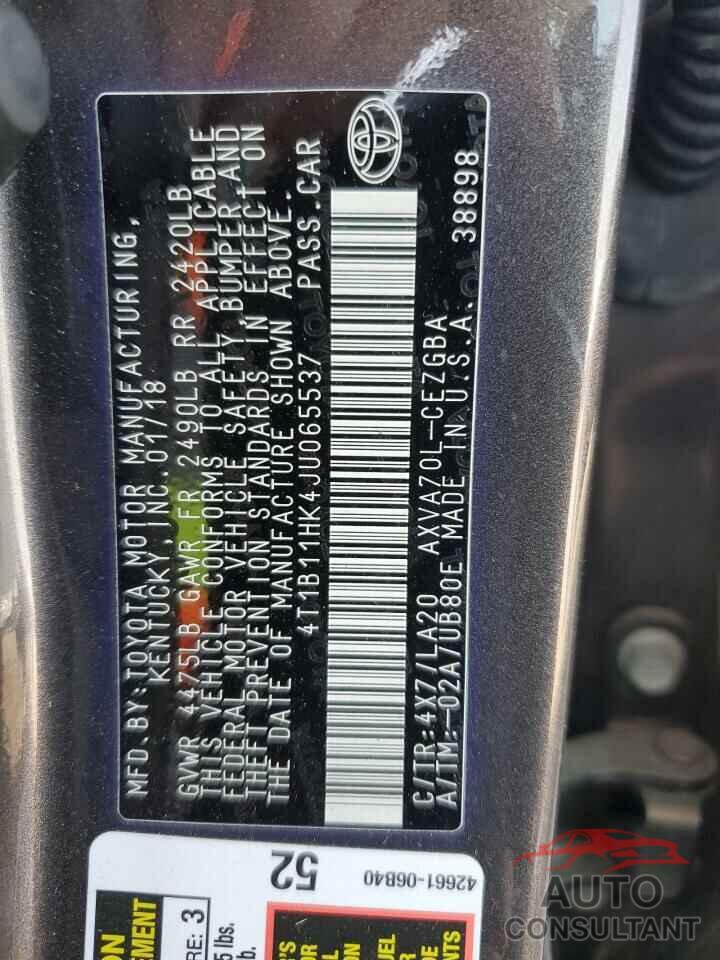 MFD.BY:TOYOTA MOTOR MANUFACTURING,
KENTUCKY,INC.01/18
GVWR 4475LB GAWR FR 2490LB RR 2420LB
THIS VEHICLE CONFORMS TO ALL APPLICABLE
FEDERAL MOTOR VEHICLE SAFETY,BUMPER,AND
THEFT PREVENTION STANDARDS IN EFFECT ON
THE DATE OF MANUFACTURE SHOWN ABOVE.
4T1B11HK4JU065537 PASS.CAR
C/TR:4X7/LA20 AXVA70L-CEZGBA
A/TM:-02A/UB80E MADE IN U.S.A. 38898
52
42661-06B40
3
5 lbs.
AUTO
CONSULTANT